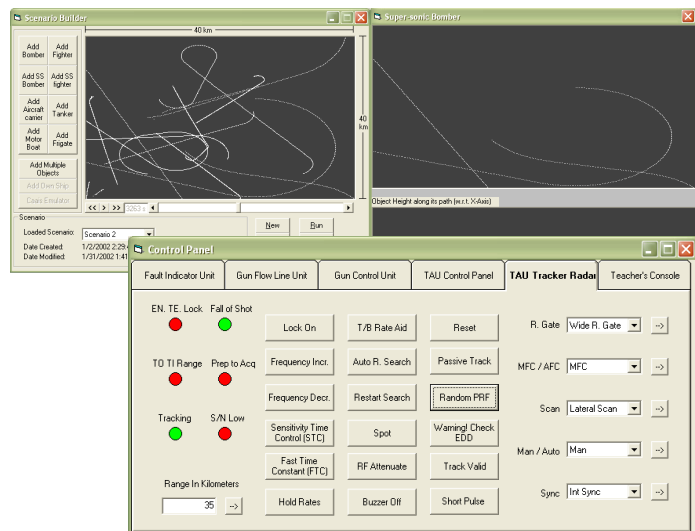 Scenario Builder
40 km
Add Bomber
Add Fighter
Add SS Bomber
Add SS fighter
Add Aircraft carrier
Add Tanker
Add Motor Boat
Add Frigate
Add Multiple Objects
Add Own Ship
40 km
<< > >> 3263 s
Scenario
Loaded Scenario: Scenario 2
New
Run
Date Created: 1/2/2002 2:29:4
Date Modified: 1/31/2002 1:41
Super-sonic Bomber
Object Height along its path (w.r.t. X-Axis)
Control Panel
Fault Indicator Unit
Gun Flow Line Unit
Gun Control Unit
TAU Control Panel
TAU Tracker Radar
Teacher's Console
EN. TE. Lock
Fall of Shot
TO TI Range
Prep to Acq
Tracking
S/N Low
Range In Kilometers
35 -->
Lock On
T/B Rate Aid
Reset
Frequency Incr.
Auto R. Search
Passive Track
Frequency Decr.
Restart Search
Random PRF
Sensitivity Time Control (STC)
Spot
Warning! Check EDD
Fast Time Constant (FTC)
RF Attenuate
Track Valid
Hold Rates
Buzzer Off
Short Pulse
R. Gate Wide R. Gate -->
MFC / AFC MFC -->
Scan Lateral Scan -->
Man / Auto Man -->
Sync Int Sync -->